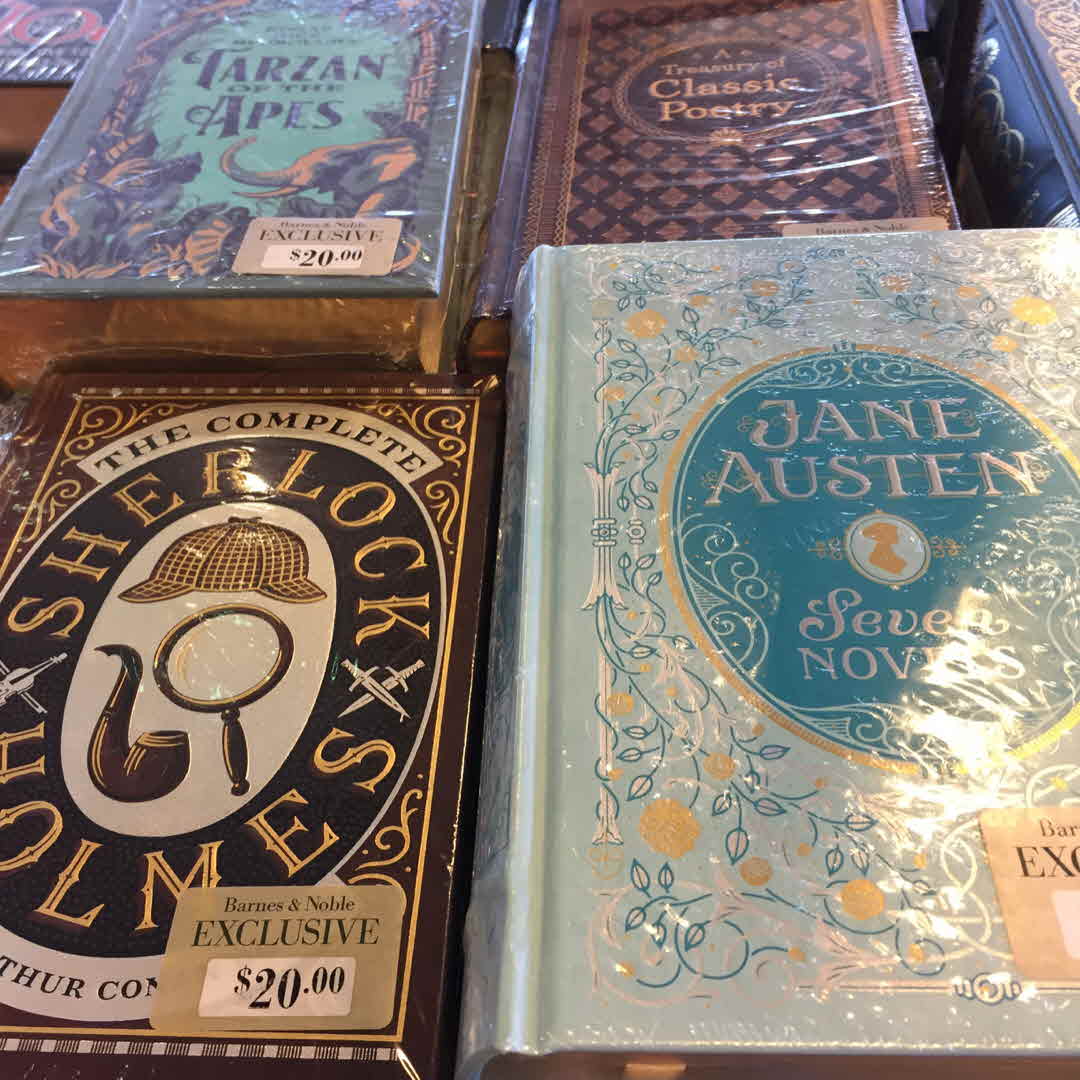 TARZAN
OF THE
APES
Barnes & Noble
EXCLUSIVE
$20.00
A
Treasury of
Classic
Poetry
Barnes & Noble
THE COMPLETE
SHERLOCK
HOLMES
THUR CON
Barnes & Noble
EXCLUSIVE
$20.00
JANE
AUSTEN
Seven
NOVELS
Bar
EXC